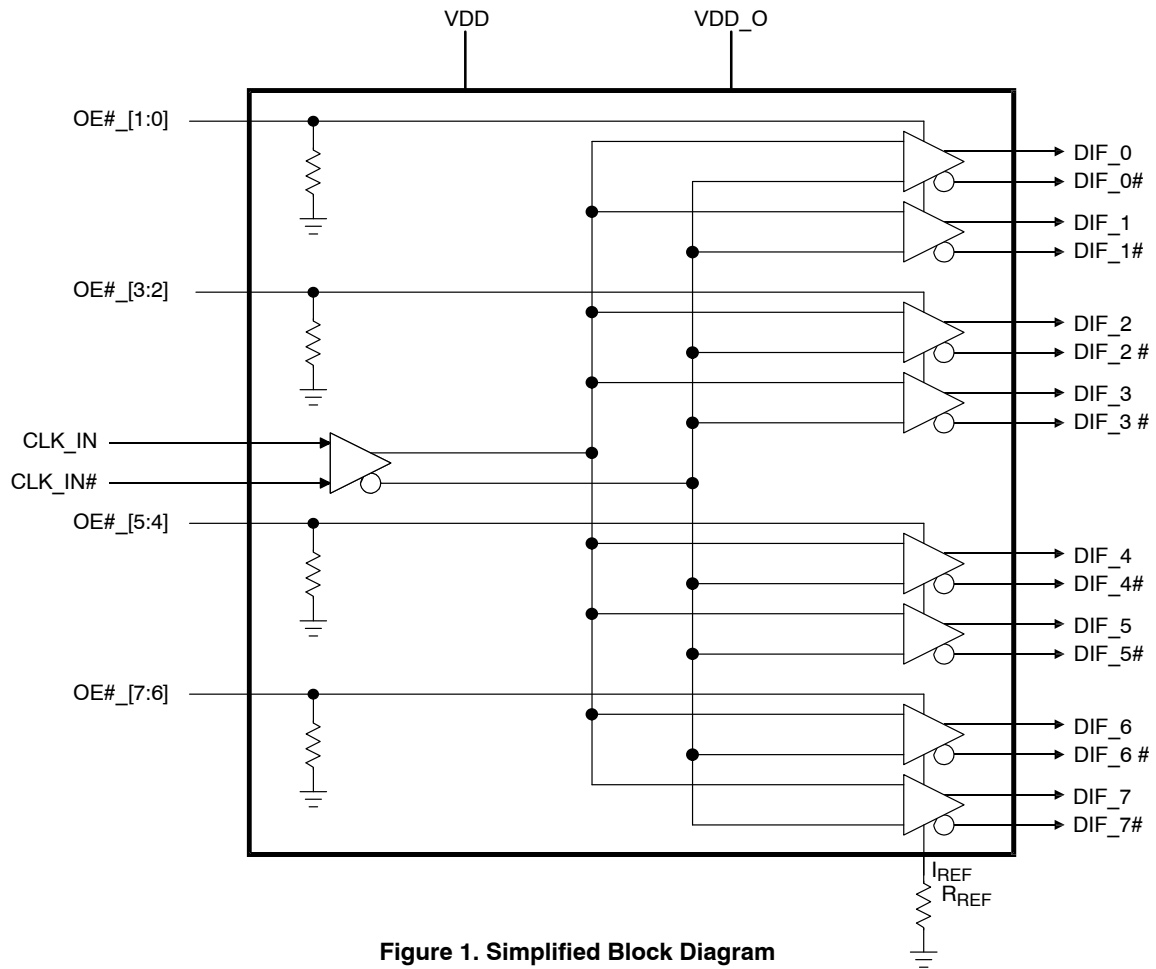 VDD
VDD_O
OE#_[1:0]
DIF_0
DIF_0#
DIF_1
DIF_1#
OE#_[3:2]
DIF_2
DIF_2 #
DIF_3
DIF_3 #
CLK_IN
CLK_IN#
OE#_[5:4]
DIF_4
DIF_4#
DIF_5
DIF_5#
OE#_[7:6]
DIF_6
DIF_6 #
DIF_7
DIF_7#
IREF
RREF
Figure 1. Simplified Block Diagram